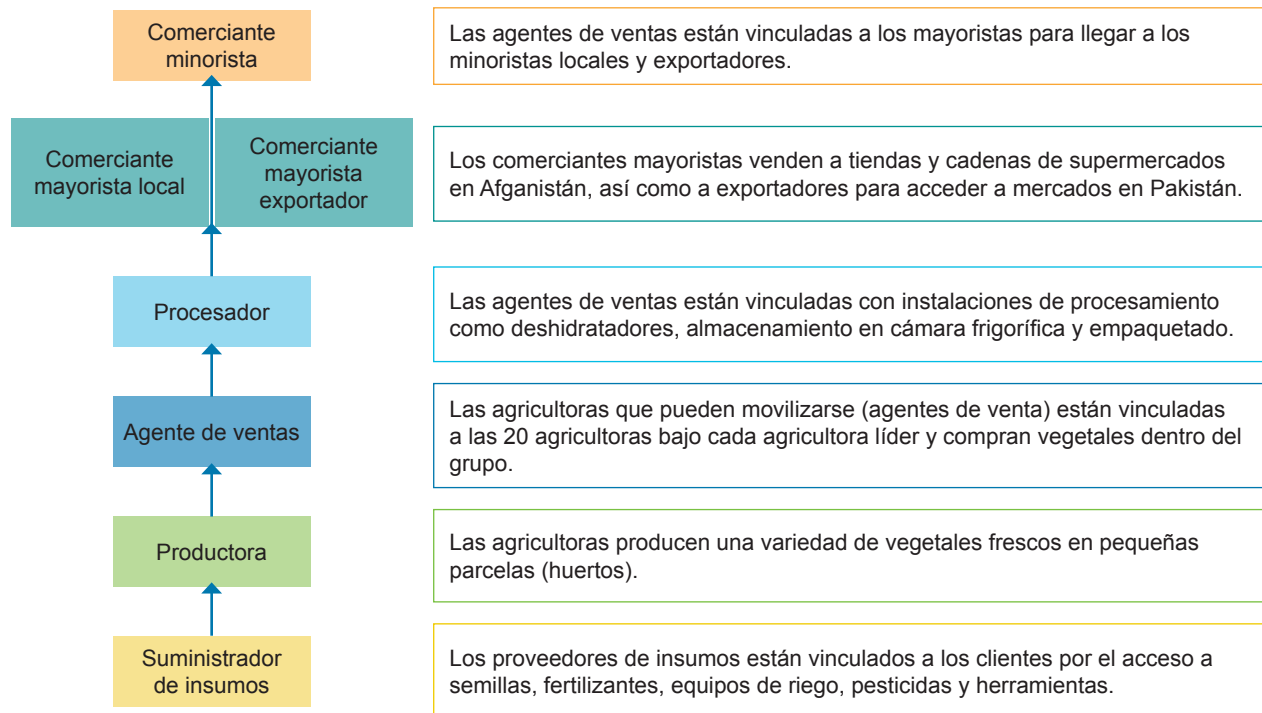 Comerciante
minorista
Las agentes de ventas están vinculadas a los mayoristas para llegar a los
minoristas locales y exportadores.
Comerciante
mayorista local
Comerciante
mayorista
exportador
Los comerciantes mayoristas venden a tiendas y cadenas de supermercados
en Afganistán, así como a exportadores para acceder a mercados en Pakistán.
Procesador
Las agentes de ventas están vinculadas con instalaciones de procesamiento
como deshidratadores, almacenamiento en cámara frigorífica y empaquetado.
Agente de ventas
Las agricultoras que pueden movilizarse (agentes de venta) están vinculadas
a las 20 agricultoras bajo cada agricultora líder y compran vegetales dentro del
grupo.
Productora
Las agricultoras producen una variedad de vegetales frescos en pequeñas
parcelas (huertos).
Suministrador
de insumos
Los proveedores de insumos están vinculados a los clientes por el acceso a
semillas, fertilizantes, equipos de riego, pesticidas y herramientas.